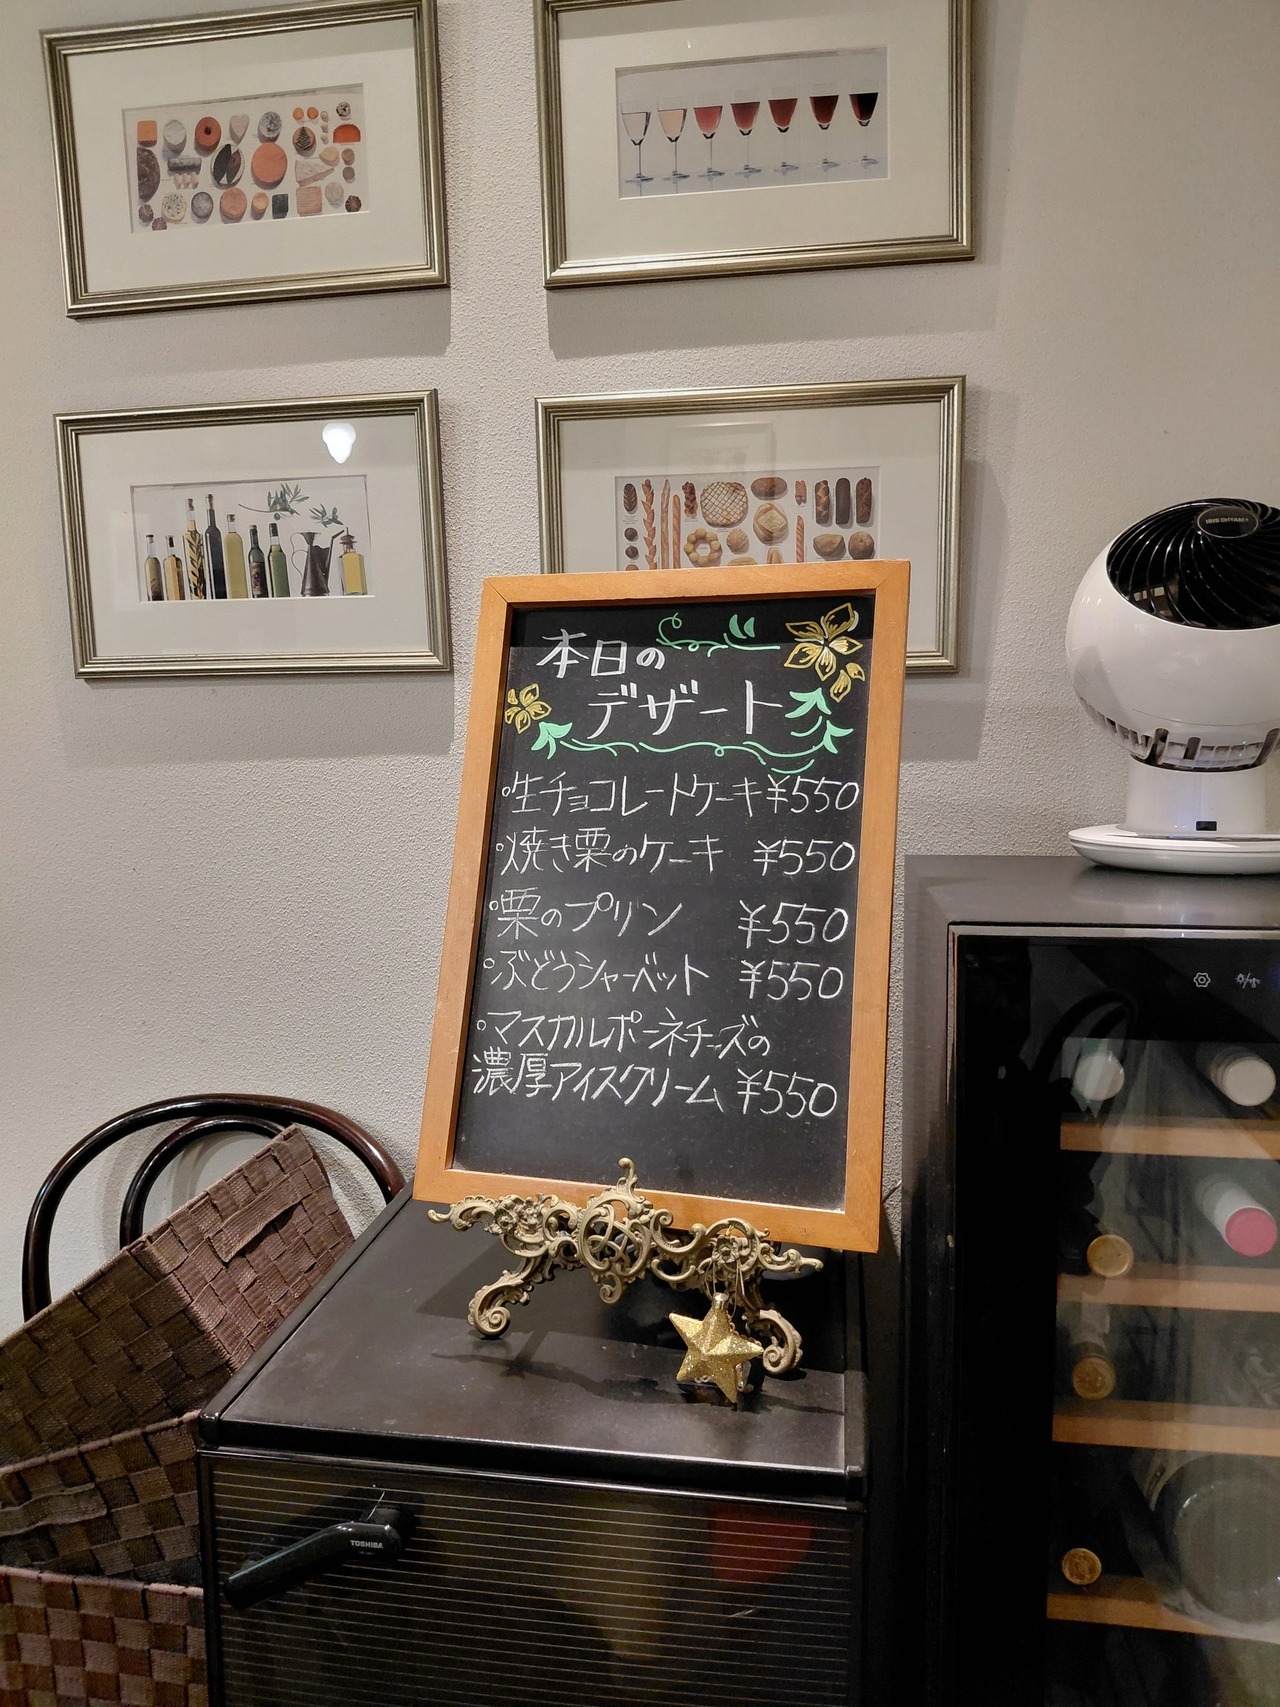 本日の
デザート
°生チョコレートケーキ ¥550
°焼き栗のケーキ ¥550
°栗のプリン ¥550
°ぶどうシャーベット ¥550
°マスカルポーネチーズの
濃厚アイスクリーム ¥550
IRIS OHYAMA
TOSHIBA